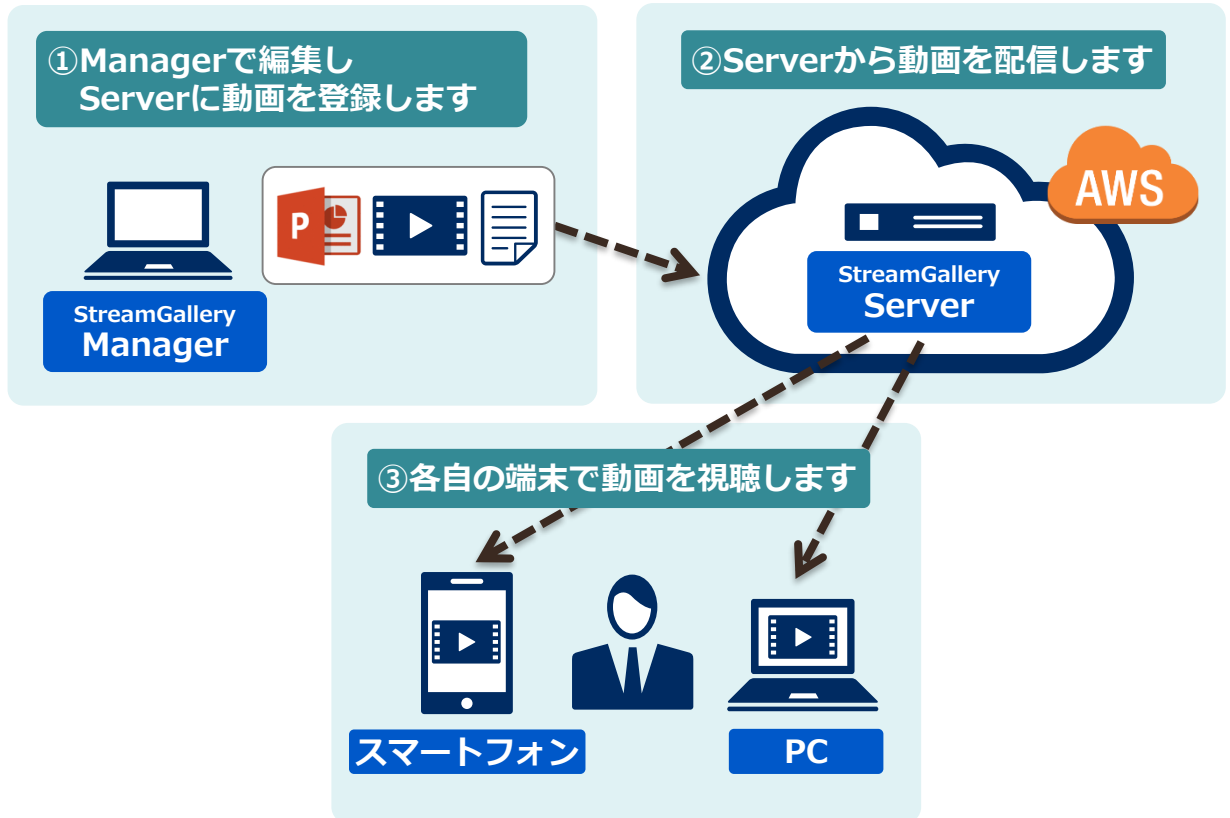 ①Managerで編集し
Serverに動画を登録します
P
StreamGallery
Manager
②Serverから動画を配信します
AWS
StreamGallery
Server
③各自の端末で動画を視聴します
スマートフォン
PC